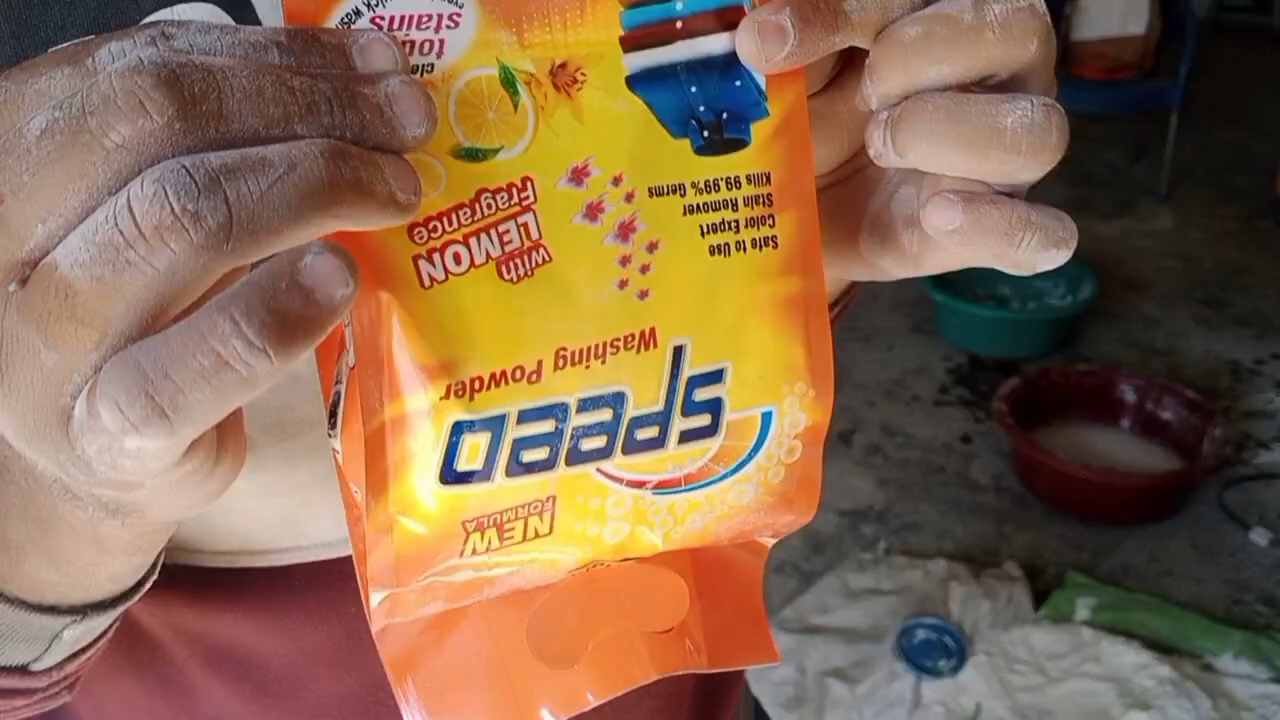 NEW
FORMULA
SPEED
Washing Powder
with
LEMON
Fragrance
Safe to Use
Color Expert
Stain Remover
Kills 99.99% Germs
stains